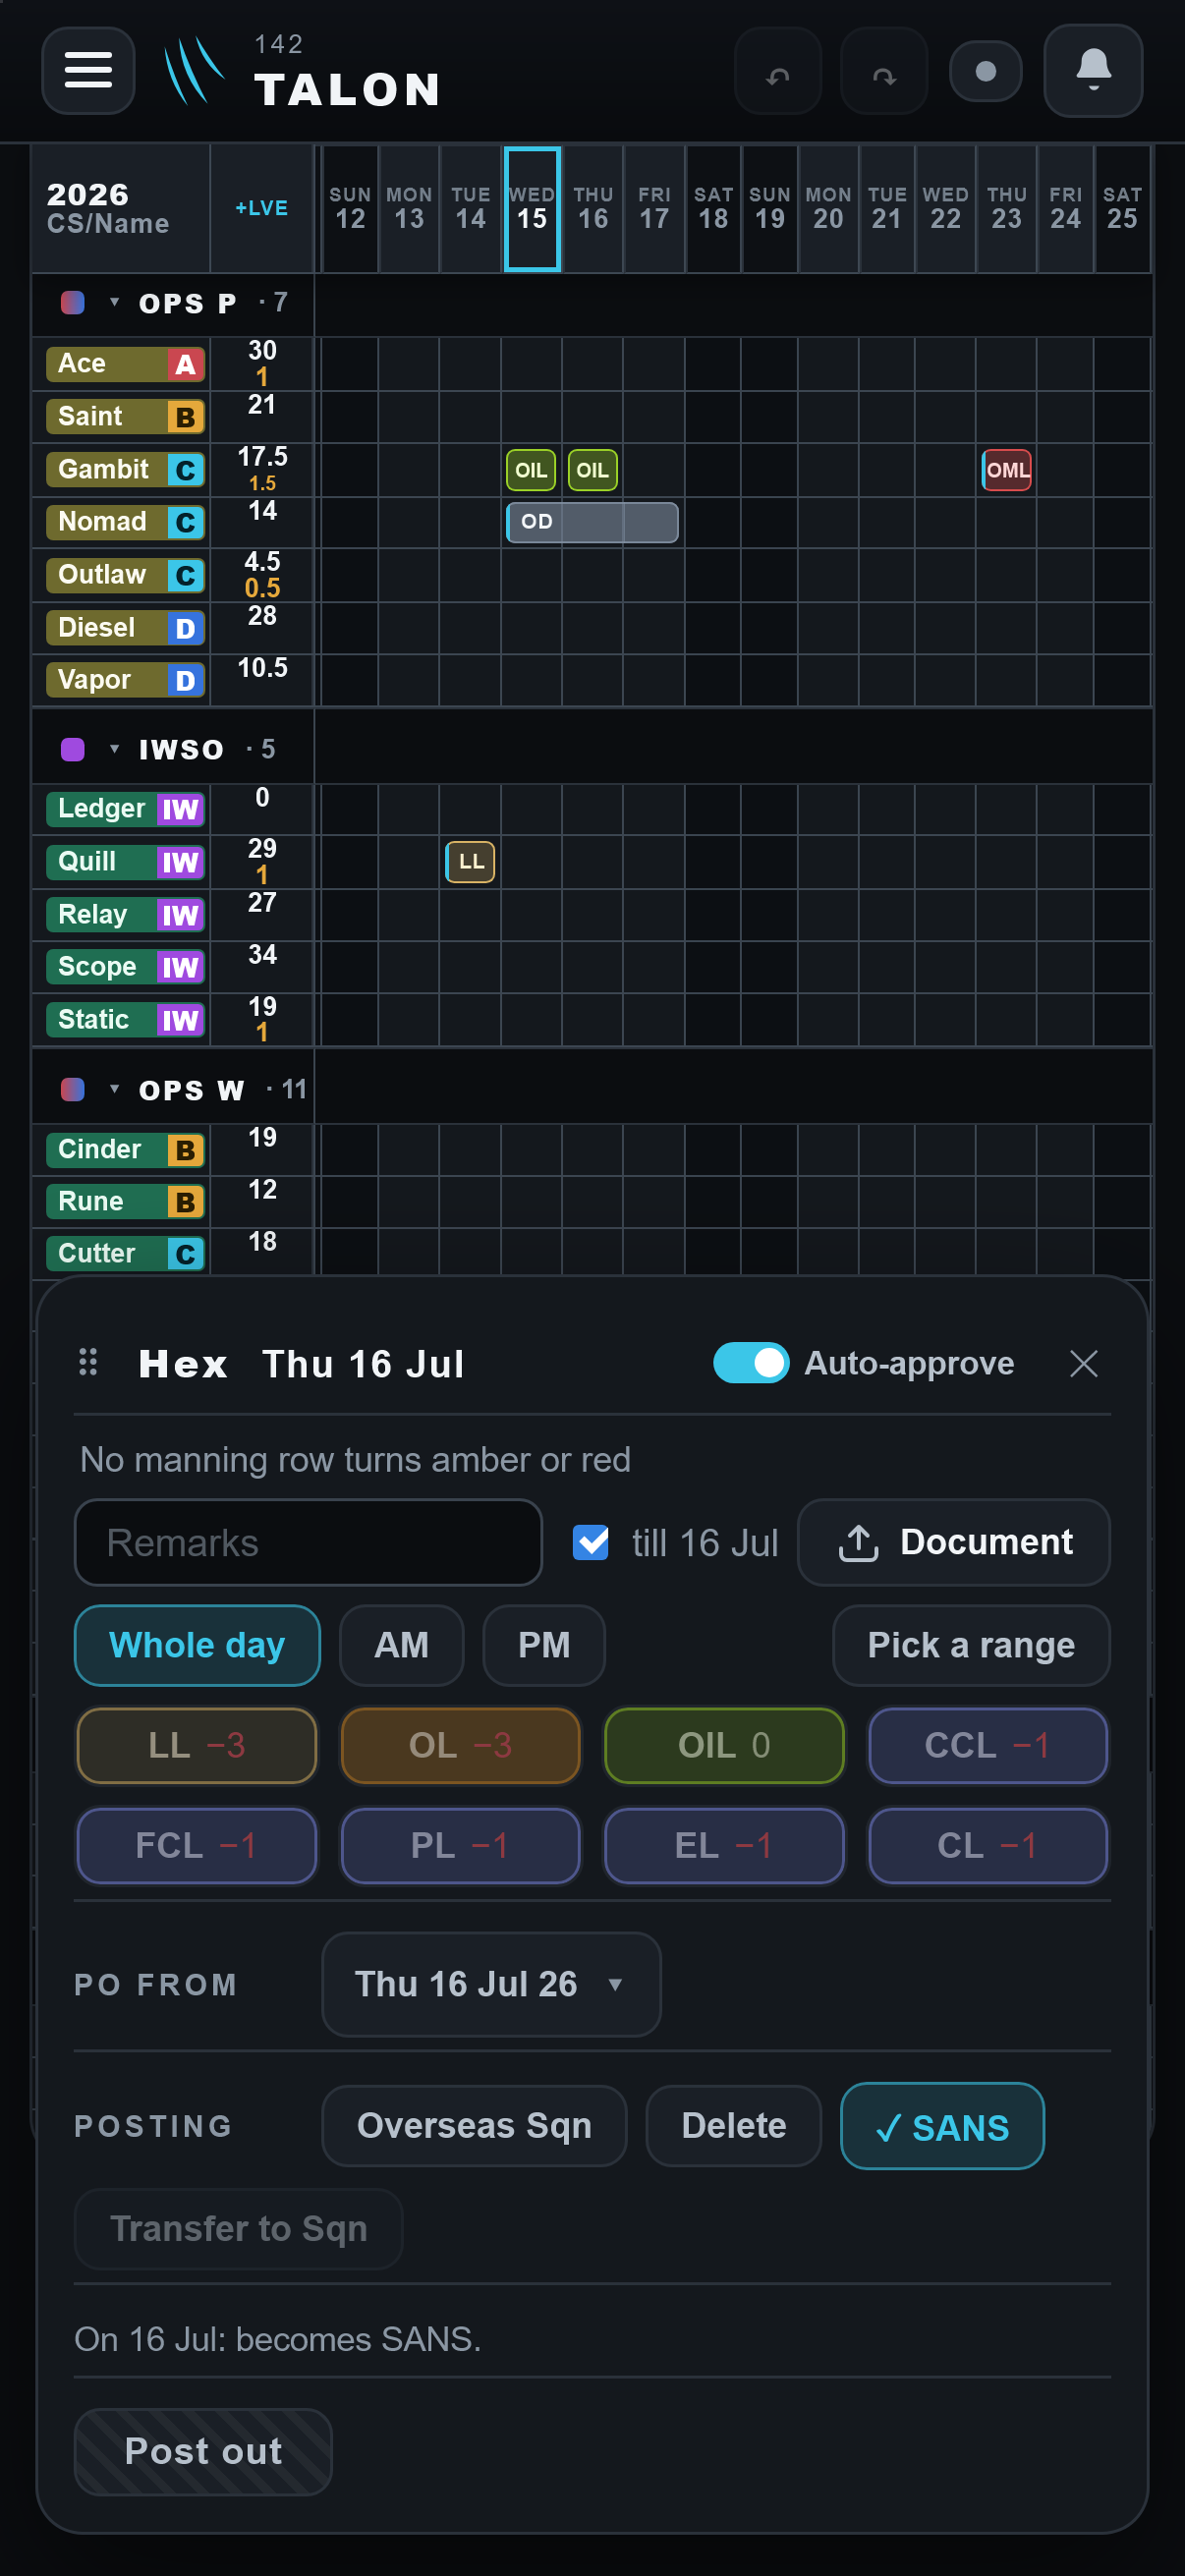 142
TALON
2026
CS/Name
+LVE
SUN MON TUE WED THU FRI SAT SUN MON TUE WED THU FRI SAT
12 13 14 15 16 17 18 19 20 21 22 23 24 25
OPS P · 7
Ace A 30
1
Saint B 21
Gambit C 17.5 OIL OIL OML
1.5
Nomad C 14 OD
Outlaw C 4.5
0.5
Diesel D 28
Vapor D 10.5
IWSO · 5
Ledger IW 0
Quill IW 29 LL
1
Relay IW 27
Scope IW 34
Static IW 19
1
OPS W · 11
Cinder B 19
Rune B 12
Cutter C 18
Hex Thu 16 Jul Auto-approve
No manning row turns amber or red
Remarks till 16 Jul Document
Whole day AM PM Pick a range
LL −3 OL −3 OIL 0 CCL −1
FCL −1 PL −1 EL −1 CL −1
PO FROM Thu 16 Jul 26
POSTING Overseas Sqn Delete ✓ SANS
Transfer to Sqn
On 16 Jul: becomes SANS.
Post out